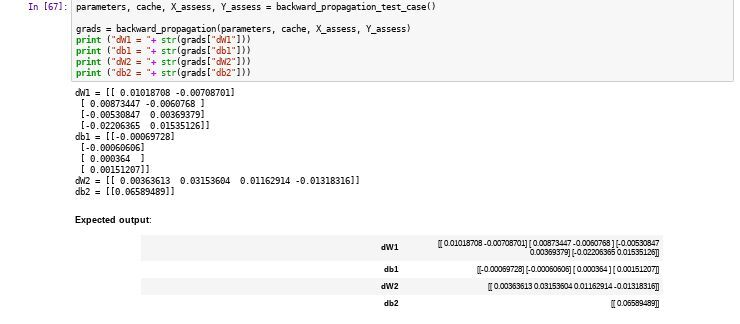 In [67]: parameters, cache, X_assess, Y_assess = backward_propagation_test_case()
grads = backward_propagation(parameters, cache, X_assess, Y_assess)
print ("dW1 = "+ str(grads["dW1"]))
print ("db1 = "+ str(grads["db1"]))
print ("dW2 = "+ str(grads["dW2"]))
print ("db2 = "+ str(grads["db2"]))
dW1 = [[ 0.01018708 -0.00708701]
[ 0.00873447 -0.0060768 ]
[-0.00530847 0.00369379]
[-0.02206365 0.01535126]]
db1 = [[-0.00069728]
[-0.00060606]
[ 0.000364 ]
[ 0.00151207]]
dW2 = [[ 0.00363613 0.03153604 0.01162914 -0.01318316]]
db2 = [[0.06589489]]
Expected output:
dW1 [[ 0.01018708 -0.00708701] [ 0.00873447 -0.0060768 ] [-0.00530847
0.00369379] [-0.02206365 0.01535126]]
db1 [[-0.00069728] [-0.00060606] [ 0.000364 ] [ 0.00151207]]
dW2 [[ 0.00363613 0.03153604 0.01162914 -0.01318316]]
db2 [[ 0.06589489]]